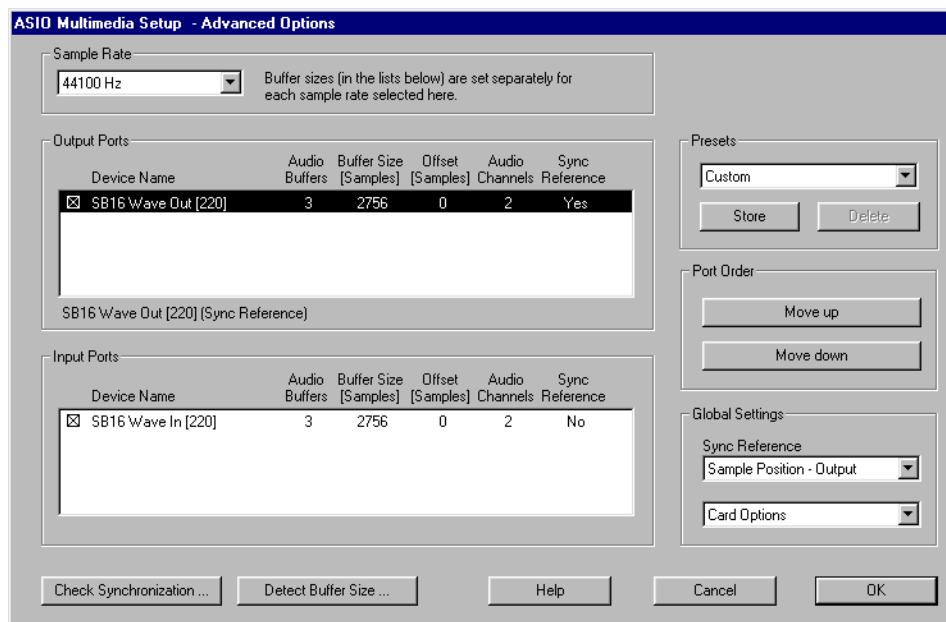 ASIO Multimedia Setup - Advanced Options
Sample Rate
44100 Hz
Buffer sizes (in the lists below) are set separately for
each sample rate selected here.
Output Ports
Audio Buffer Size Offset Audio Sync
Device Name Buffers [Samples] [Samples] Channels Reference
SB16 Wave Out [220] 3 2756 0 2 Yes
SB16 Wave Out [220] (Sync Reference)
Input Ports
Audio Buffer Size Offset Audio Sync
Device Name Buffers [Samples] [Samples] Channels Reference
SB16 Wave In [220] 3 2756 0 2 No
Presets
Custom
Store Delete
Port Order
Move up
Move down
Global Settings
Sync Reference
Sample Position - Output
Card Options
Check Synchronization ... Detect Buffer Size ... Help Cancel OK